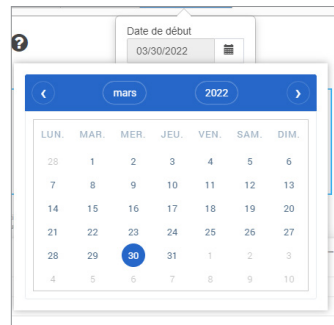 ?
Date de début
03/30/2022
mars 2022
LUN. MAR. MER. JEU. VEN. SAM. DIM.
28 1 2 3 4 5 6
7 8 9 10 11 12 13
14 15 16 17 18 19 20
21 22 23 24 25 26 27
28 29 30 31 1 2 3
4 5 6 7 8 9 10